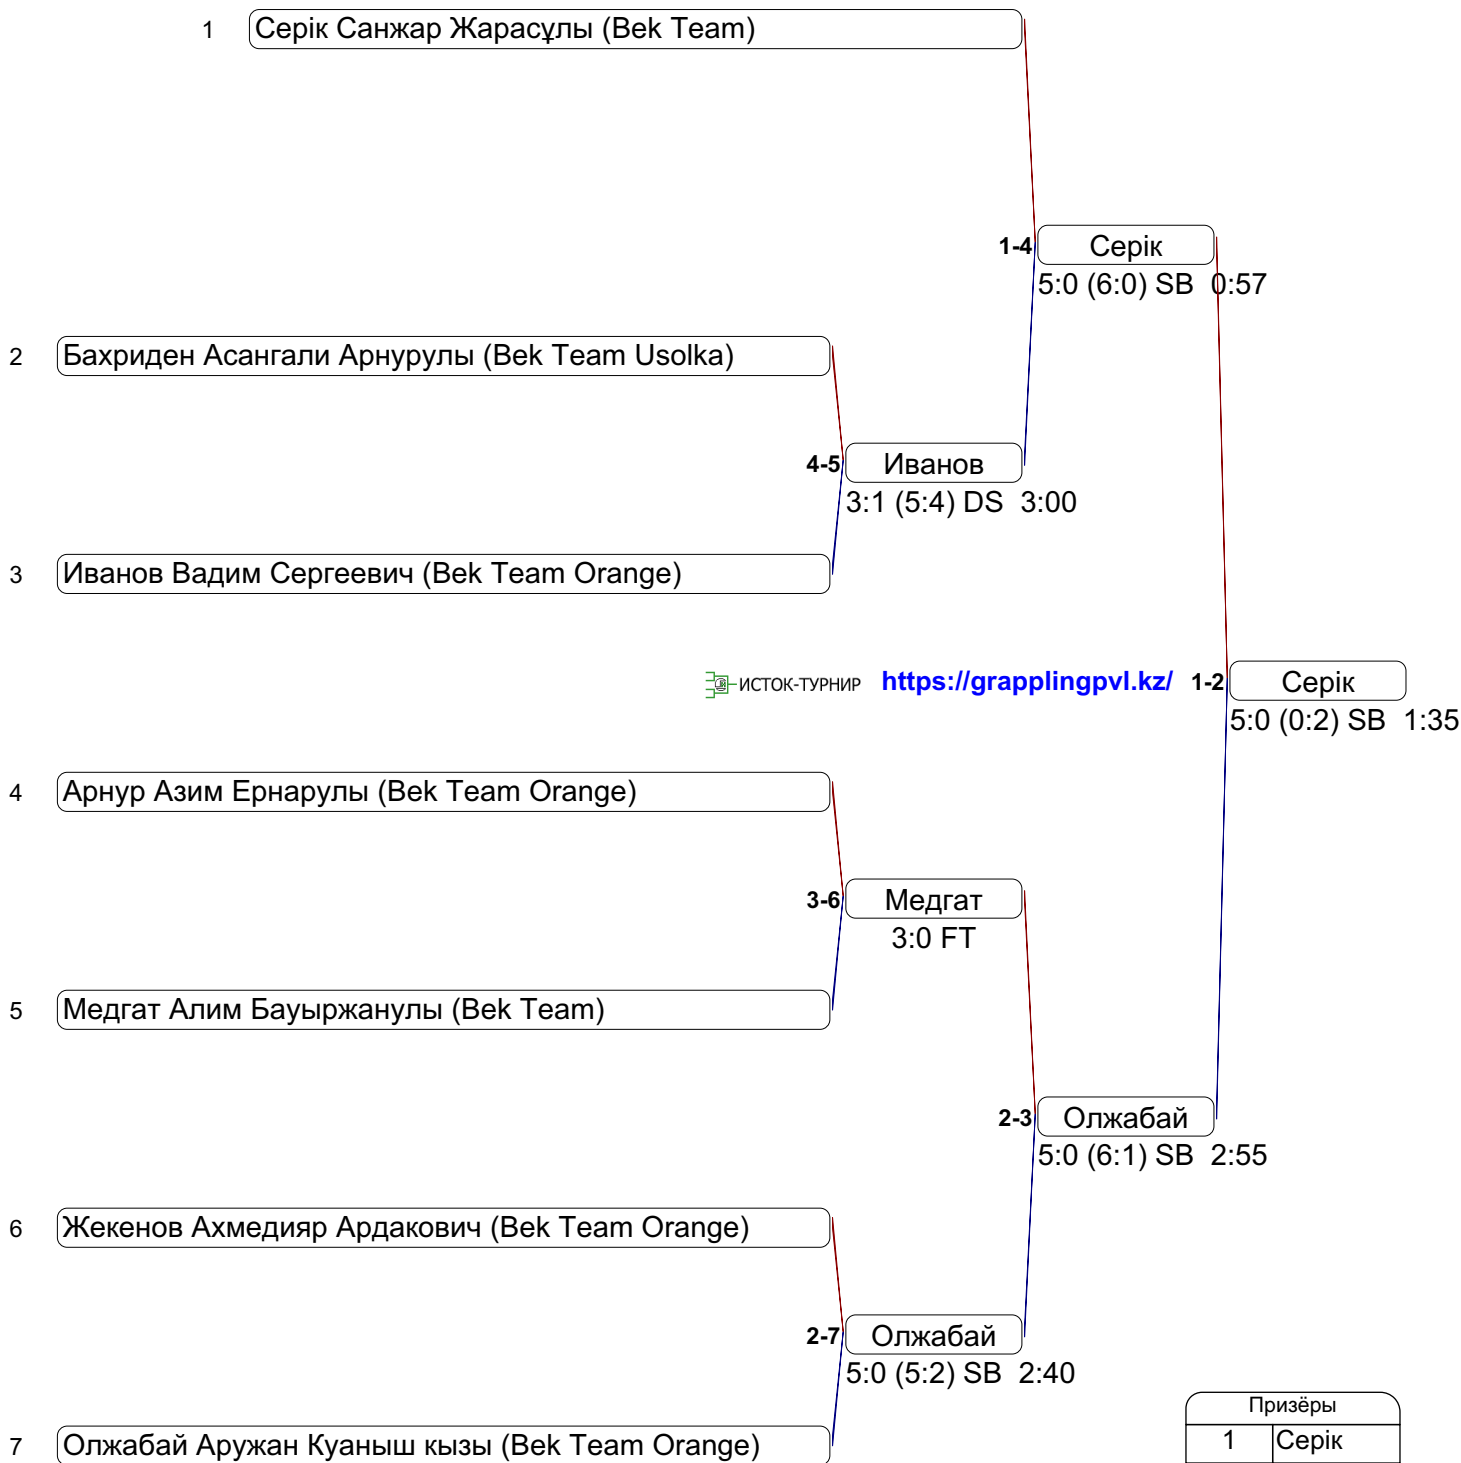 1 Серік Санжар Жарасұлы (Bek Team)
1-4 Серік
5:0 (6:0) SB 0:57
2 Бахриден Асангали Арнурулы (Bek Team Usolka)
4-5 Иванов
3:1 (5:4) DS 3:00
3 Иванов Вадим Сергеевич (Bek Team Orange)
ИСТОК-ТУРНИР https://grapplingpvl.kz/ 1-2 Серік
5:0 (0:2) SB 1:35
4 Арнур Азим Ернарулы (Bek Team Orange)
3-6 Медгат
3:0 FT
5 Медгат Алим Бауыржанулы (Bek Team)
2-3 Олжабай
5:0 (6:1) SB 2:55
6 Жекенов Ахмедияр Ардакович (Bek Team Orange)
2-7 Олжабай
5:0 (5:2) SB 2:40
Призёры
1 Серік
7 Олжабай Аружан Куаныш кызы (Bek Team Orange)